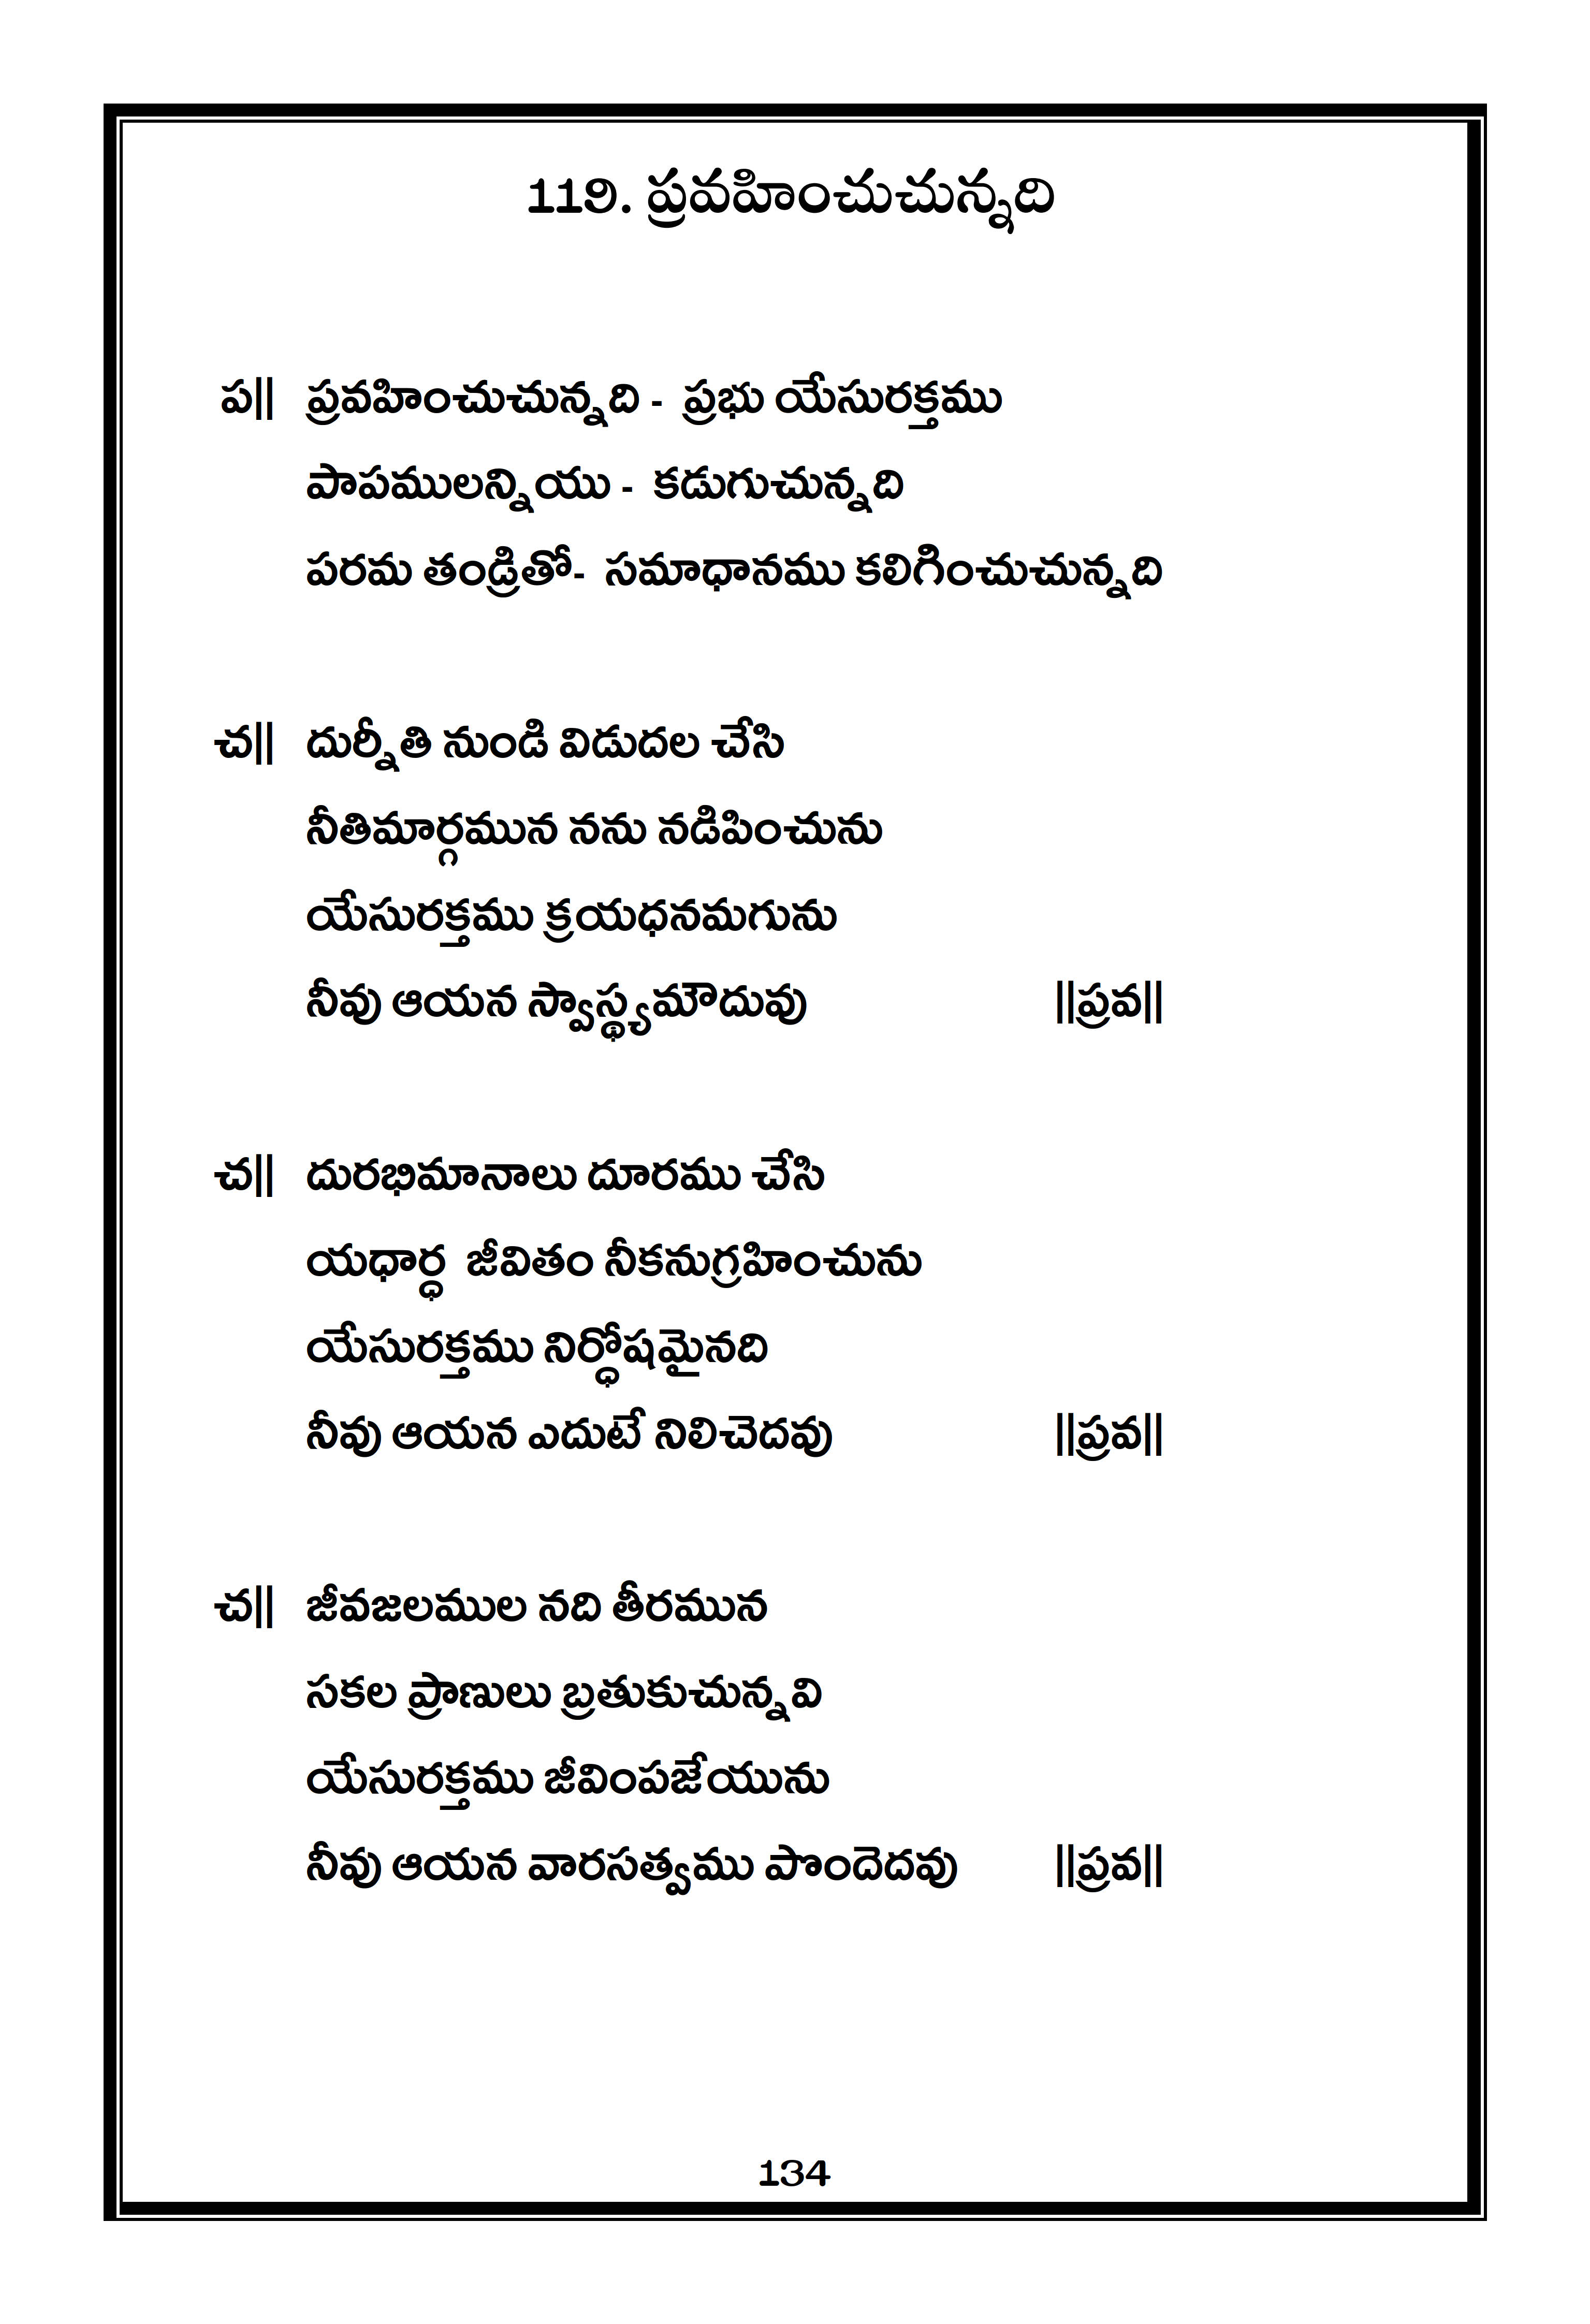 119. ప్రవహించుచున్నది
ప|| ప్రవహించుచున్నది - ప్రభు యేసురక్తము
పాపములన్నియు - కడుగుచున్నది
పరమ తండ్రితో- సమాధానము కలిగించుచున్నది
చ|| దుర్నీతి నుండి విడుదల చేసి
నీతిమార్గమున నను నడిపించును
యేసురక్తము క్రయధనమగును
నీవు ఆయన స్వాస్థ్యమౌదువు ||ప్రవ||
చ|| దురభిమానాలు దూరము చేసి
యధార్ధ జీవితం నీకనుగ్రహించును
యేసురక్తము నిర్ధోషమైనది
నీవు ఆయన ఎదుటే నిలిచెదవు ||ప్రవ||
చ|| జీవజలముల నది తీరమున
సకల ప్రాణులు బ్రతుకుచున్నవి
యేసురక్తము జీవింపజేయును
నీవు ఆయన వారసత్వము పొందెదవు ||ప్రవ||
134